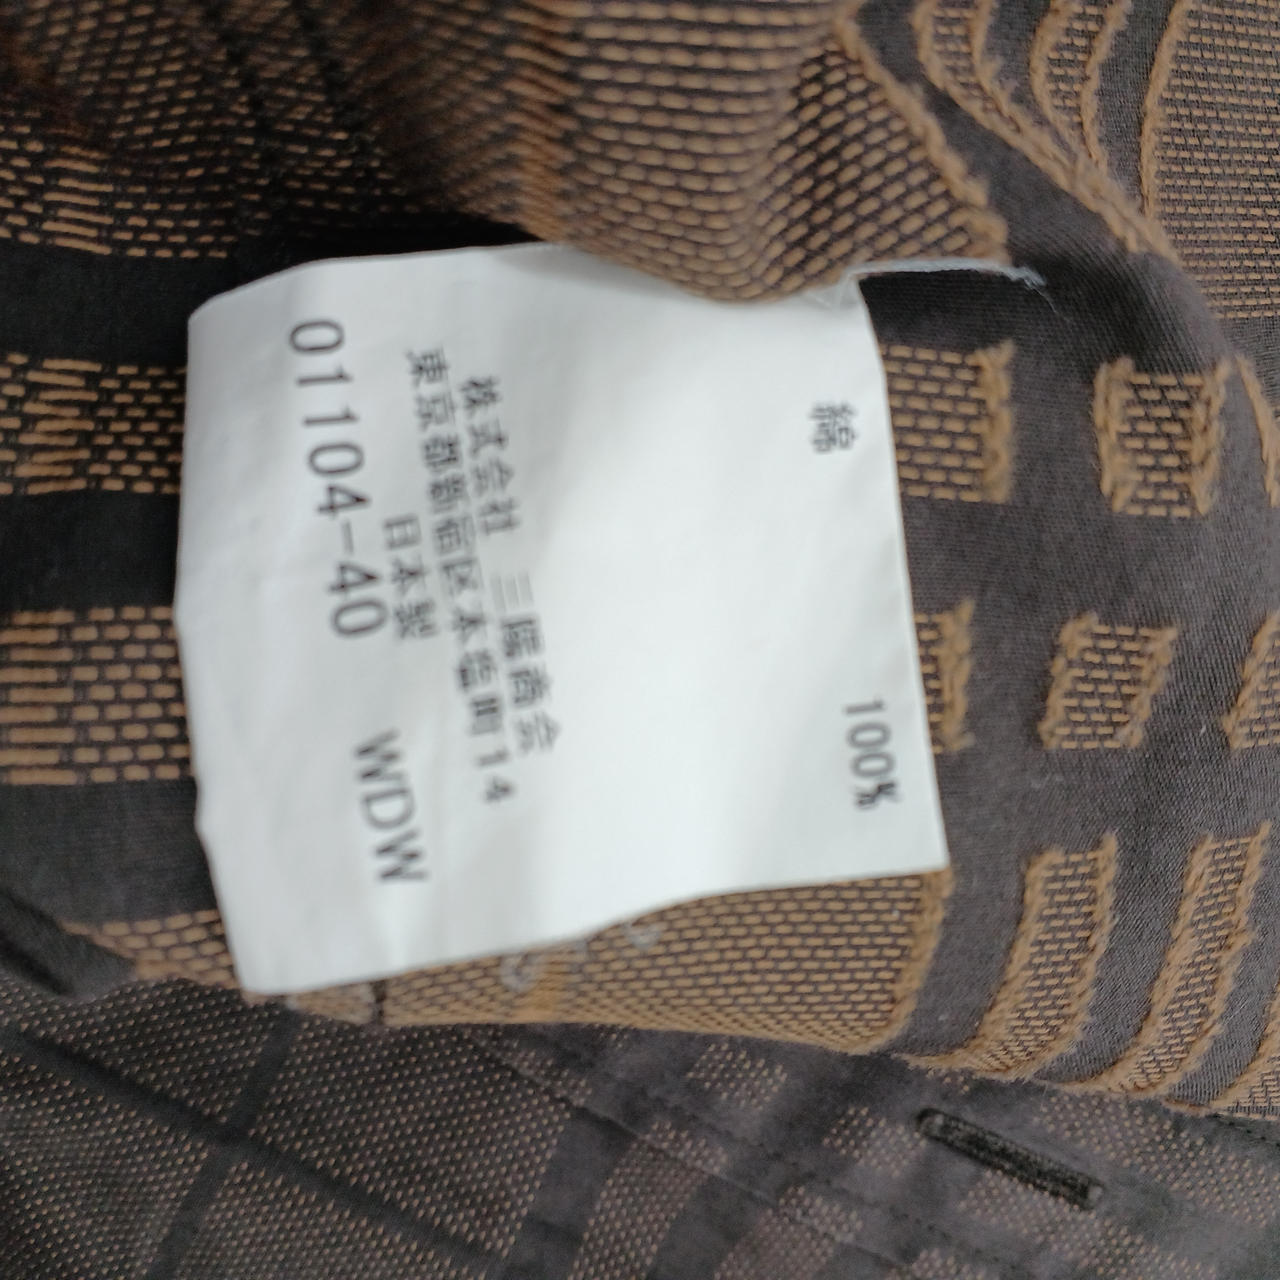 綿 100%
株式会社 三陽商会
東京都新宿区本塩町14
日本製
01104-40 WDW